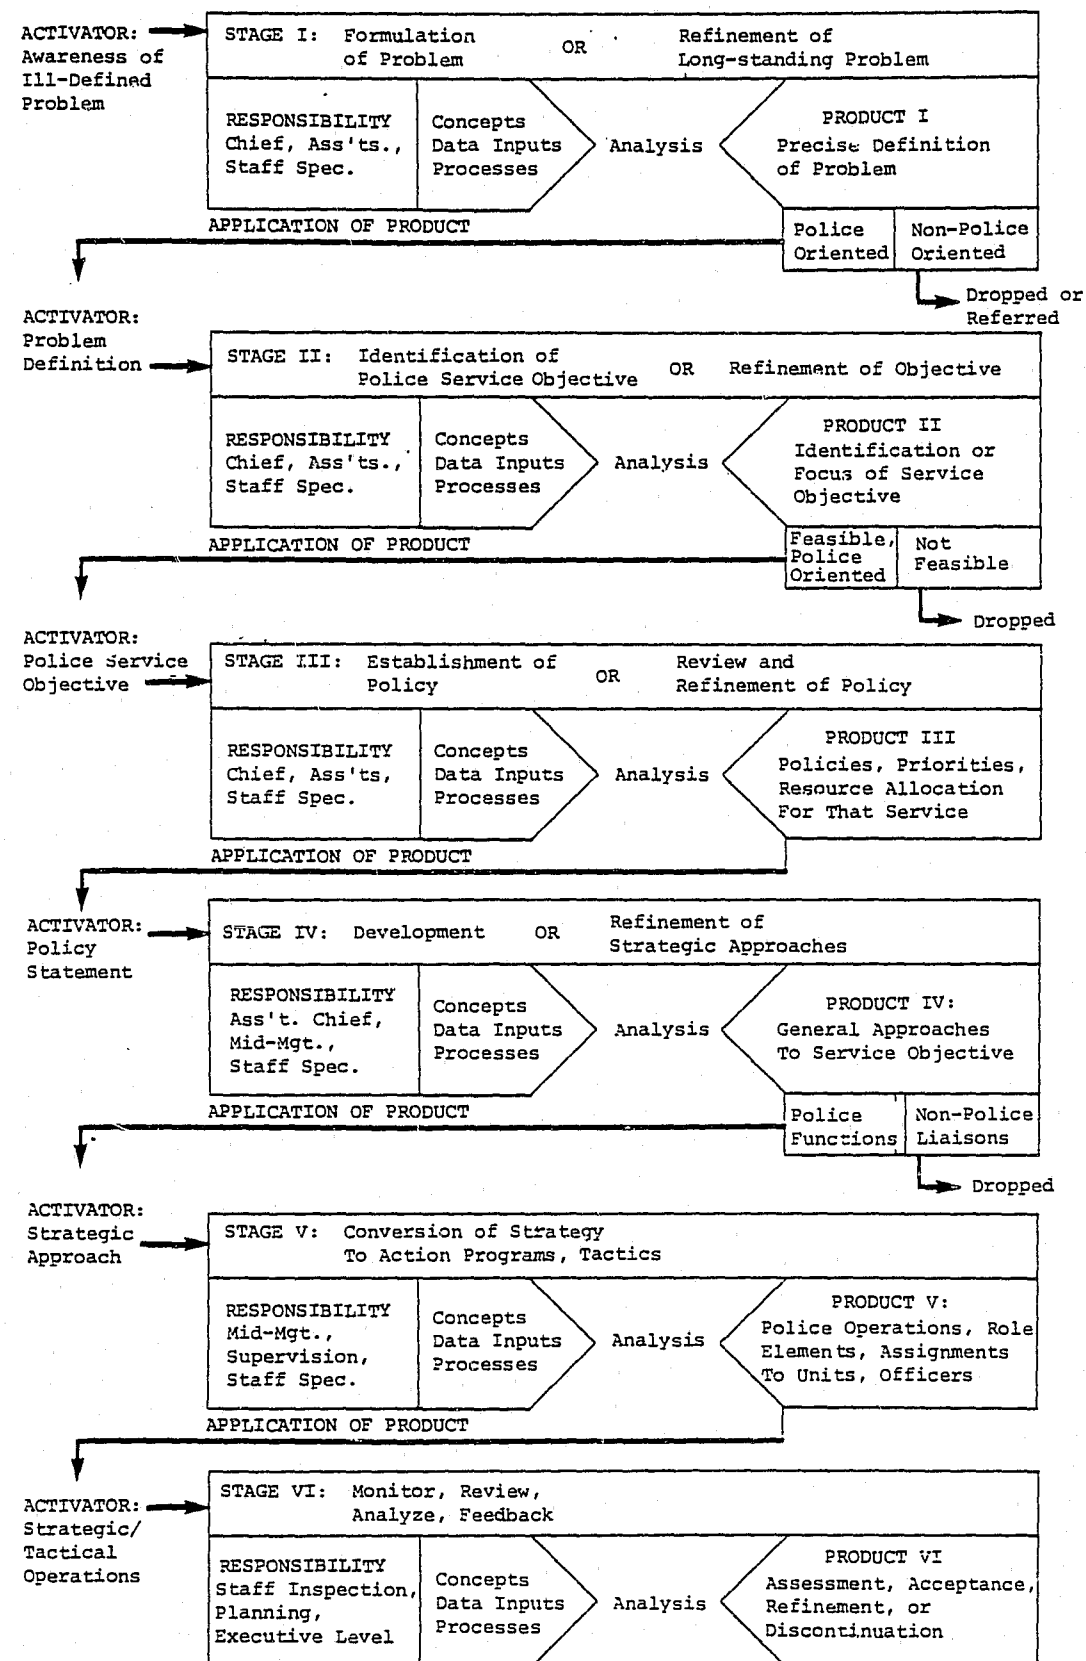 ACTIVATOR:
Awareness of
Ill-Defined
Problem
STAGE I: Formulation
of Problem
OR
Refinement of
Long-standing Problem
RESPONSIBILITY
Chief, Ass'ts.,
Staff Spec.
Concepts
Data Inputs
Processes
Analysis
PRODUCT I
Precise Definition
of Problem
APPLICATION OF PRODUCT
Police
Oriented
Non-Police
Oriented
Dropped or
Referred
ACTIVATOR:
Problem
Definition
STAGE II: Identification of
Police Service Objective
OR
Refinement of Objective
RESPONSIBILITY
Chief, Ass'ts.,
Staff Spec.
Concepts
Data Inputs
Processes
Analysis
PRODUCT II
Identification or
Focus of Service
Objective
APPLICATION OF PRODUCT
Feasible,
Police
Oriented
Not
Feasible
Dropped
ACTIVATOR:
Police Service
Objective
STAGE III: Establishment of
Policy
OR
Review and
Refinement of Policy
RESPONSIBILITY
Chief, Ass'ts,
Staff Spec.
Concepts
Data Inputs
Processes
Analysis
PRODUCT III
Policies, Priorities,
Resource Allocation
For That Service
APPLICATION OF PRODUCT
ACTIVATOR:
Policy
Statement
STAGE IV: Development
OR
Refinement of
Strategic Approaches
RESPONSIBILITY
Ass't. Chief,
Mid-Mgt.,
Staff Spec.
Concepts
Data Inputs
Processes
Analysis
PRODUCT IV:
General Approaches
To Service Objective
APPLICATION OF PRODUCT
Police
Functions
Non-Police
Liaisons
Dropped
ACTIVATOR:
Strategic
Approach
STAGE V: Conversion of Strategy
To Action Programs, Tactics
RESPONSIBILITY
Mid-Mgt.,
Supervision,
Staff Spec.
Concepts
Data Inputs
Processes
Analysis
PRODUCT V:
Police Operations, Role
Elements, Assignments
To Units, Officers
APPLICATION OF PRODUCT
ACTIVATOR:
Strategic/
Tactical
Operations
STAGE VI: Monitor, Review,
Analyze, Feedback
RESPONSIBILITY
Staff Inspection,
Planning,
Executive Level
Concepts
Data Inputs
Processes
Analysis
PRODUCT VI
Assessment, Acceptance,
Refinement, or
Discontinuation